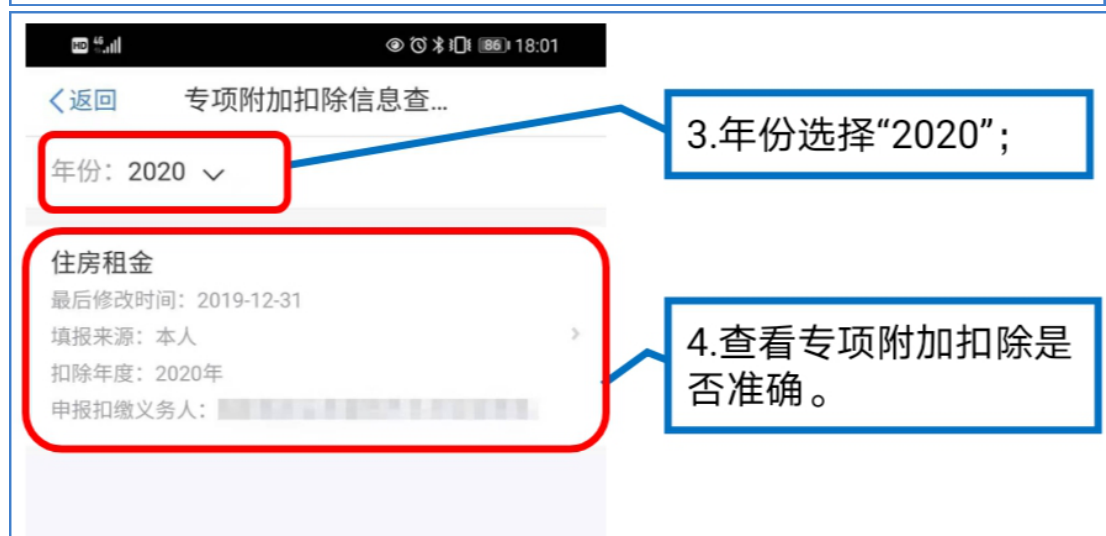 HD 4G 86 18:01
返回 专项附加扣除信息查...
年份：2020
3.年份选择“2020”；
住房租金
最后修改时间：2019-12-31
填报来源：本人
扣除年度：2020年
申报扣缴义务人：
4.查看专项附加扣除是
否准确。